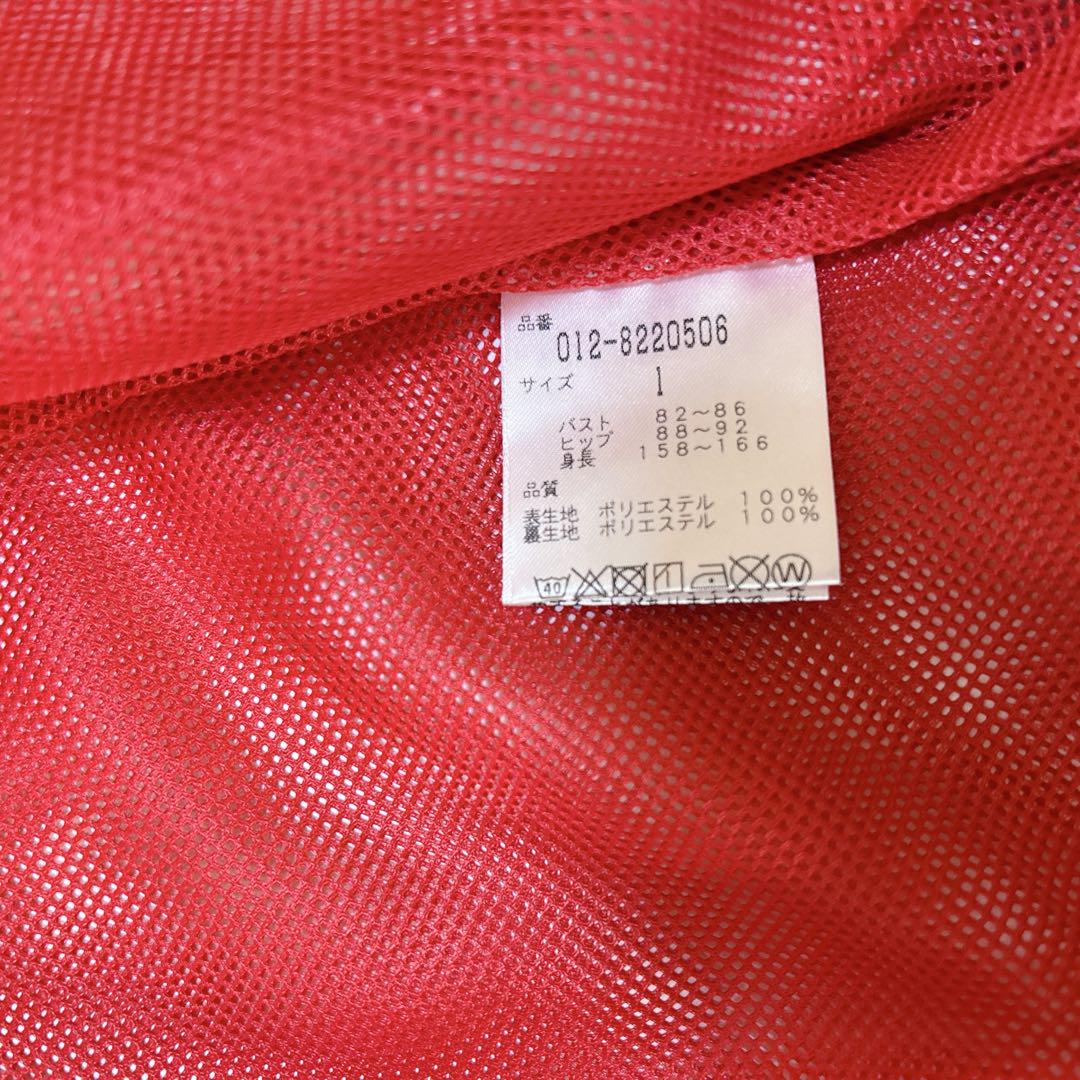 品番
012-8220506
サイズ 1
バスト 82～86
ヒップ 88～92
身長 158～166
品質
表生地 ポリエステル 100%
裏生地 ポリエステル 100%
40 W